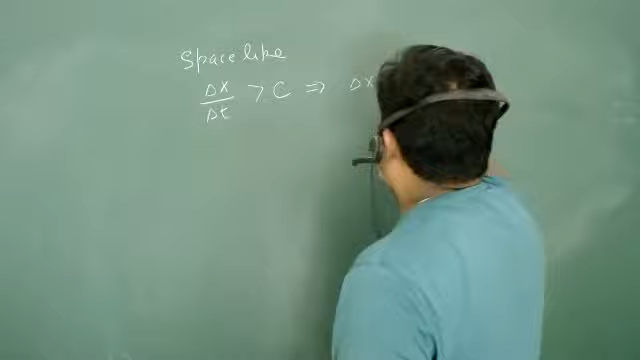 Space like
Δx/Δt > C ⇒ Δx